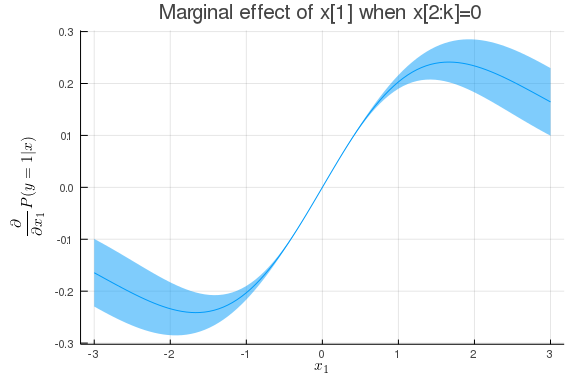 Marginal effect of x[1] when x[2:k]=0
∂/∂x₁ P(y = 1|x)
0.3
0.2
0.1
0.0
-0.1
-0.2
-0.3
-3 -2 -1 0 1 2 3
x₁